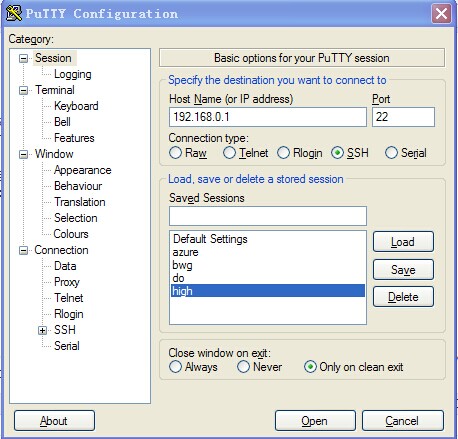 PuTTY Configuration
Category:
Session
Logging
Terminal
Keyboard
Bell
Features
Window
Appearance
Behaviour
Translation
Selection
Colours
Connection
Data
Proxy
Telnet
Rlogin
SSH
Serial
Basic options for your PuTTY session
Specify the destination you want to connect to
Host Name (or IP address) Port
192.168.0.1 22
Connection type:
Raw Telnet Rlogin SSH Serial
Load, save or delete a stored session
Saved Sessions
Default Settings
azure
bwg
do
high
Load
Save
Delete
Close window on exit:
Always Never Only on clean exit
About Open Cancel